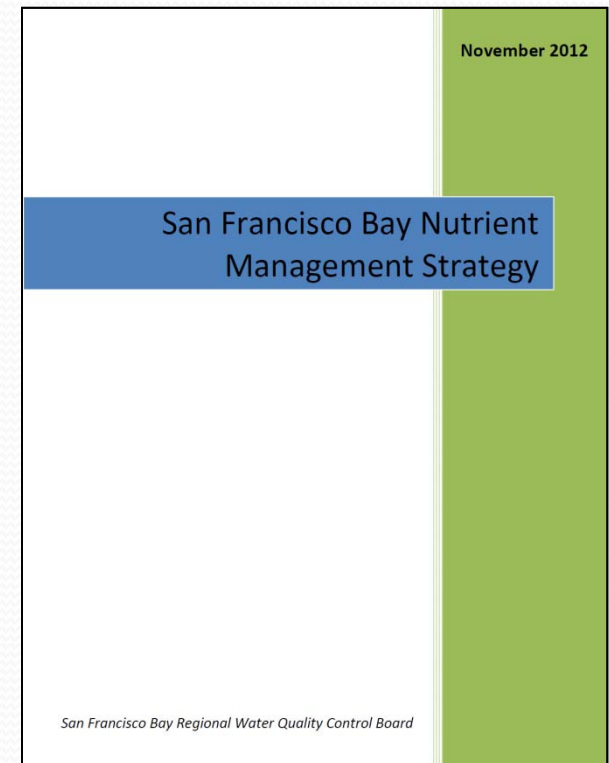 November 2012
San Francisco Bay Nutrient
Management Strategy
San Francisco Bay Regional Water Quality Control Board